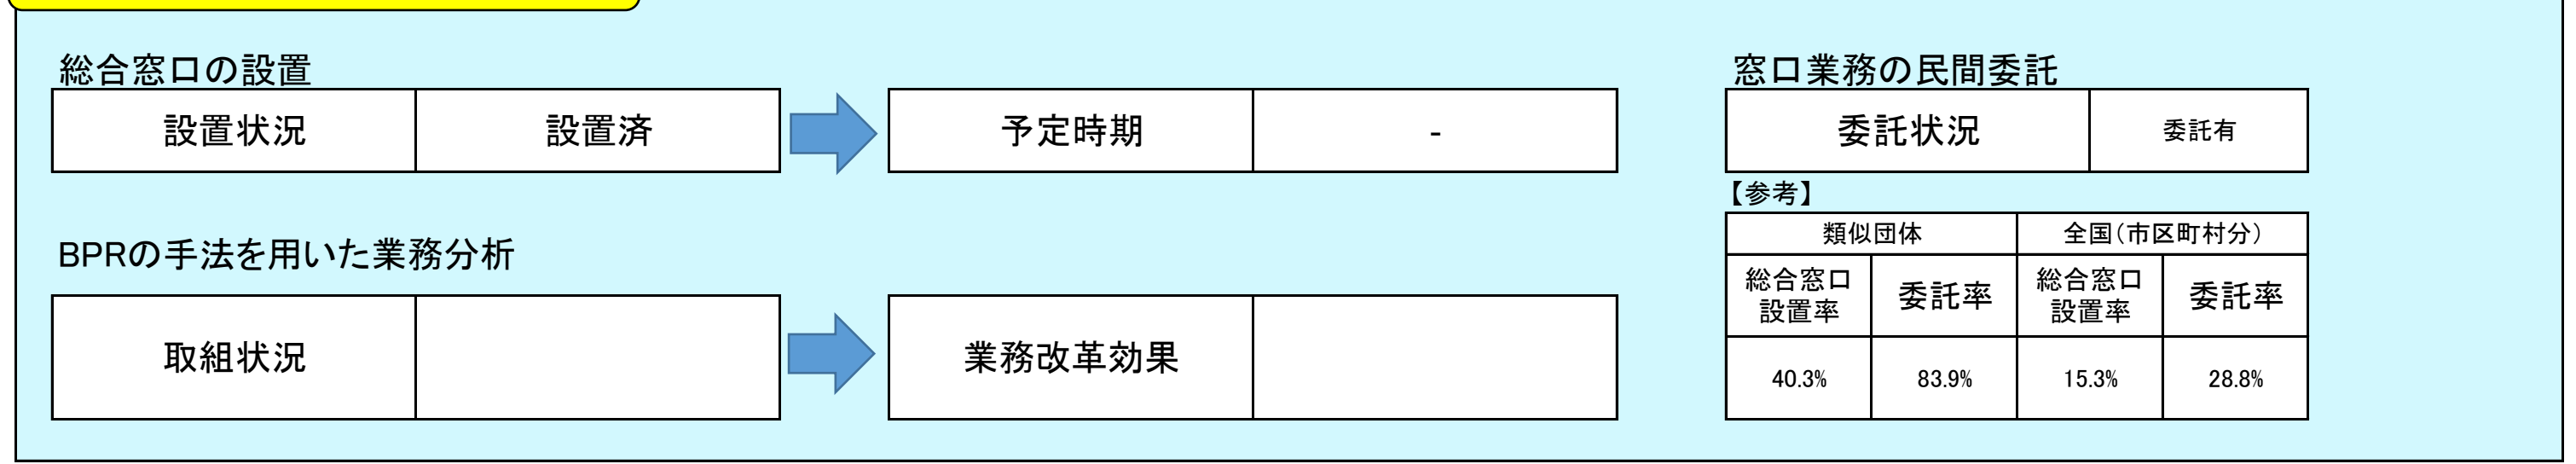 総合窓口の設置
設置状況 設置済 予定時期 -
BPRの手法を用いた業務分析
取組状況 業務改革効果
窓口業務の民間委託
委託状況 委託有
【参考】
類似団体 全国(市区町村分)
総合窓口 設置率 委託率 総合窓口 設置率 委託率
40.3% 83.9% 15.3% 28.8%